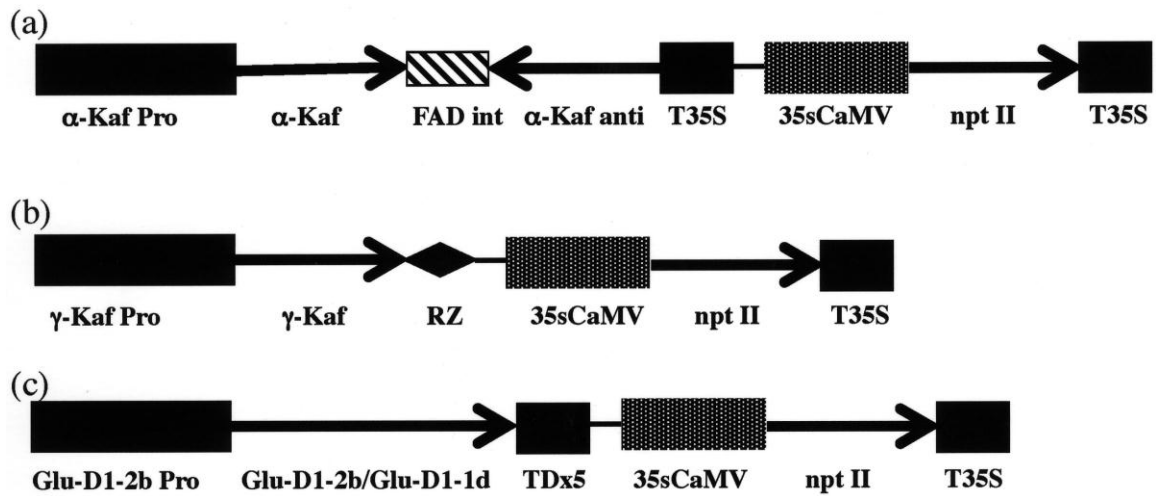 (a)
α-Kaf Pro α-Kaf FAD int α-Kaf anti T35S 35sCaMV npt II T35S
(b)
γ-Kaf Pro γ-Kaf RZ 35sCaMV npt II T35S
(c)
Glu-D1-2b Pro Glu-D1-2b/Glu-D1-1d TDx5 35sCaMV npt II T35S